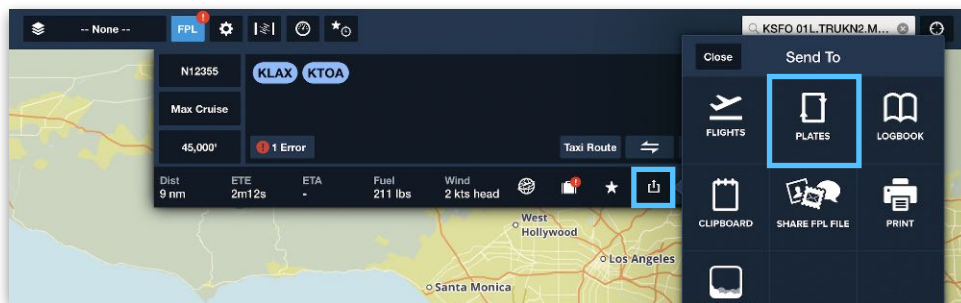 -- None --
FPL
KSFO 01L.TRUKN2.M...
N12355
KLAX KTOA
Max Cruise
45,000'
1 Error
Taxi Route
Dist
9 nm
ETE
2m12s
ETA
-
Fuel
211 lbs
Wind
2 kts head
Close
Send To
FLIGHTS
PLATES
LOGBOOK
CLIPBOARD
SHARE FPL FILE
PRINT
West
Hollywood
Los Angeles
Santa Monica